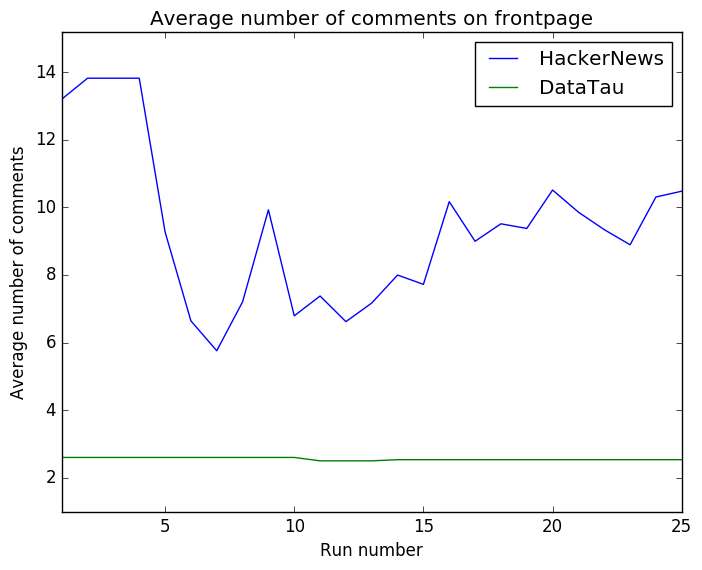 Average number of comments on frontpage
HackerNews
DataTau
Average number of comments
14
12
10
8
6
4
2
5
10
15
20
25
Run number